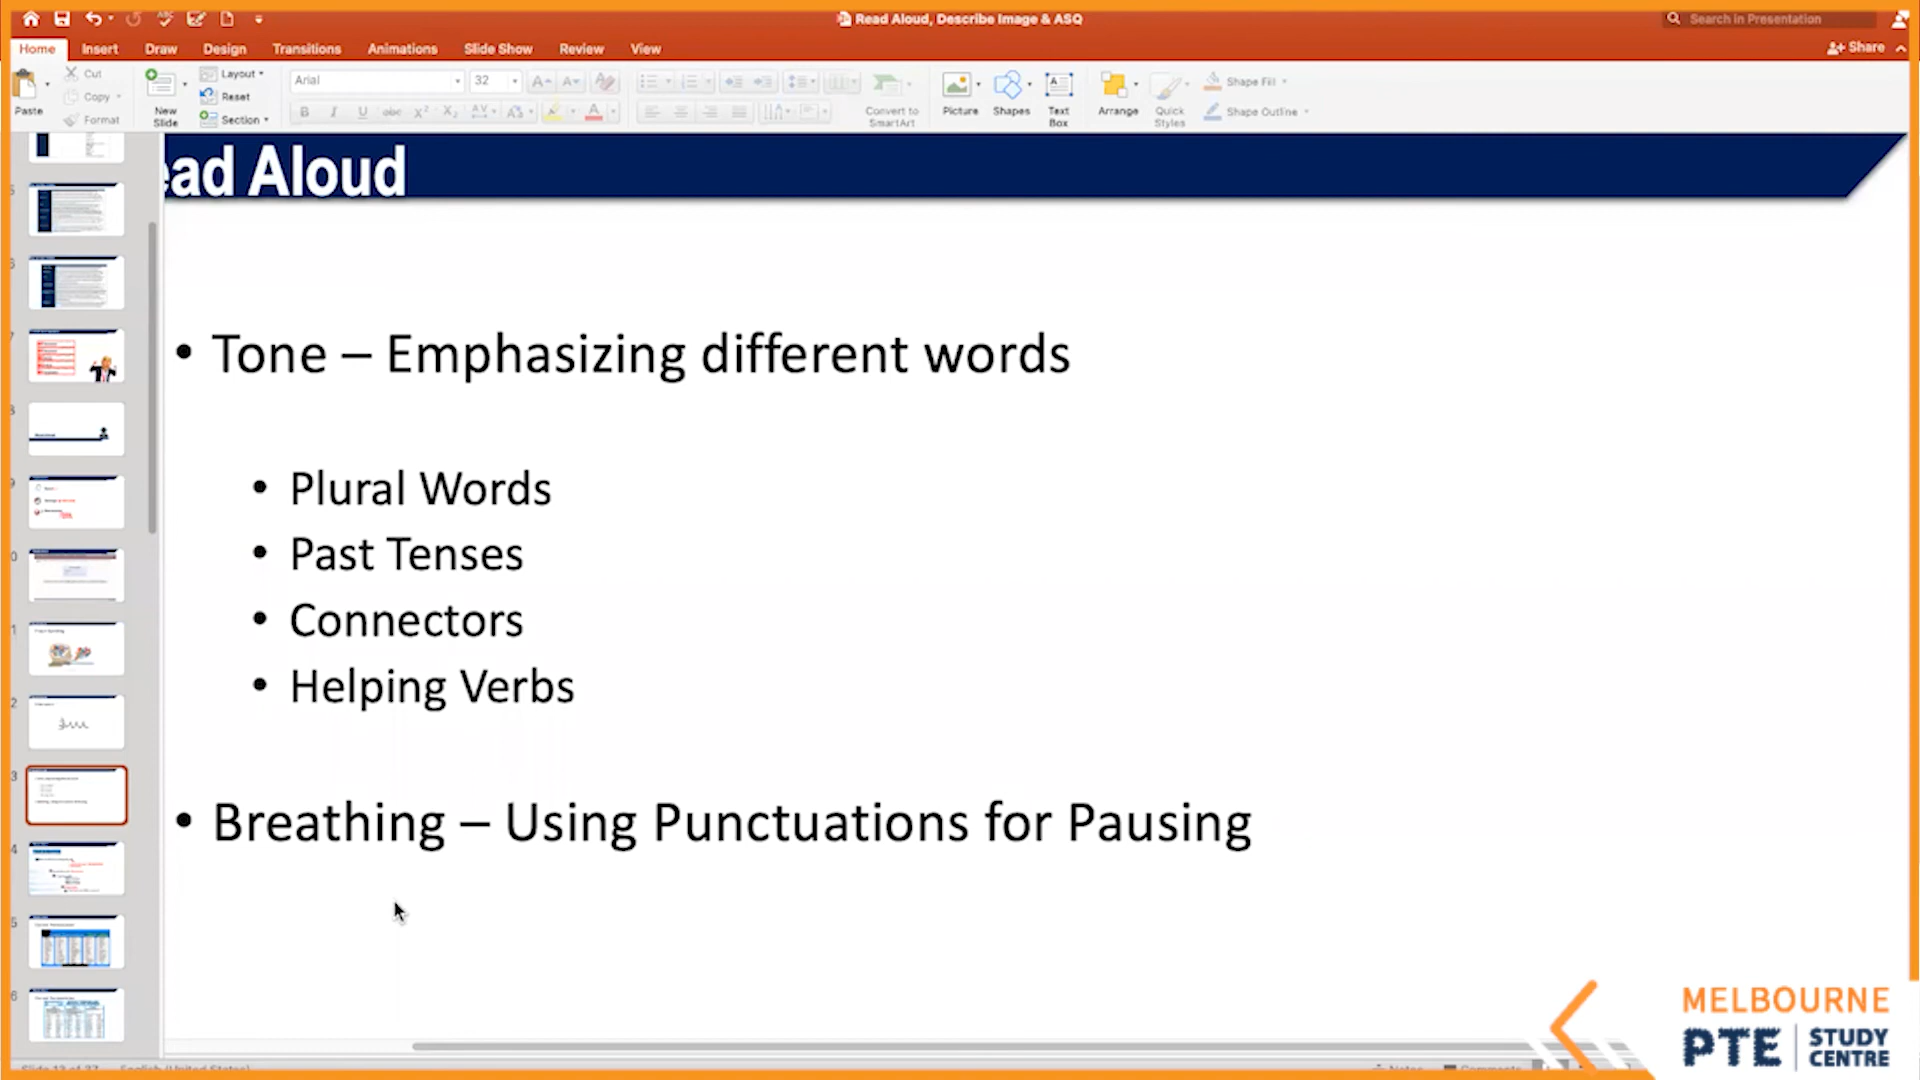 Read Aloud, Describe Image & ASQ
Search in Presentation
Home Insert Draw Design Transitions Animations Slide Show Review View
Share
Paste
Cut
Copy
Format
New Slide
Layout
Reset
Section
Arial 32
Convert to SmartArt
Picture
Shapes
Text Box
Arrange
Quick Styles
Shape Fill
Shape Outline
ead Aloud
• Tone – Emphasizing different words
• Plural Words
• Past Tenses
• Connectors
• Helping Verbs
• Breathing – Using Punctuations for Pausing
MELBOURNE
PTE STUDY CENTRE